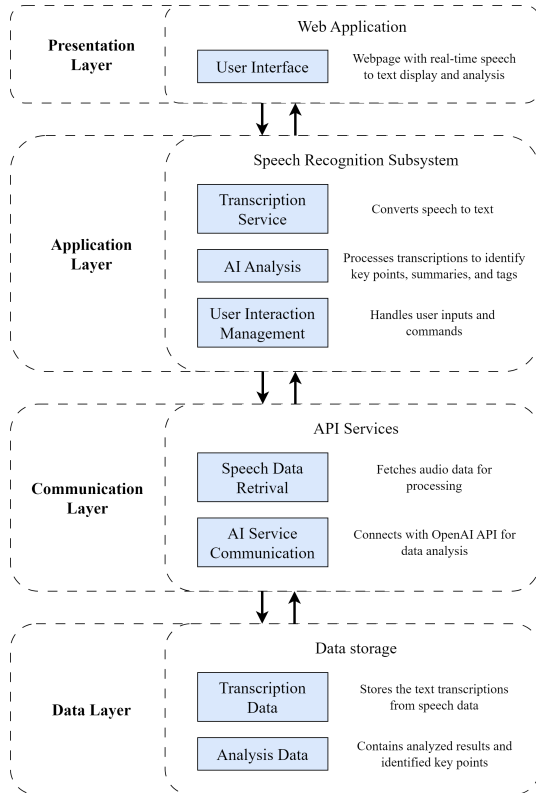 Presentation
Layer
Web Application
User Interface
Webpage with real-time speech
to text display and analysis
Application
Layer
Speech Recognition Subsystem
Transcription
Service
Converts speech to text
AI Analysis
Processes transcriptions to identify
key points, summaries, and tags
User Interaction
Management
Handles user inputs and
commands
Communication
Layer
API Services
Speech Data
Retrival
Fetches audio data for
processing
AI Service
Communication
Connects with OpenAI API for
data analysis
Data Layer
Data storage
Transcription
Data
Stores the text transcriptions
from speech data
Analysis Data
Contains analyzed results and
identified key points